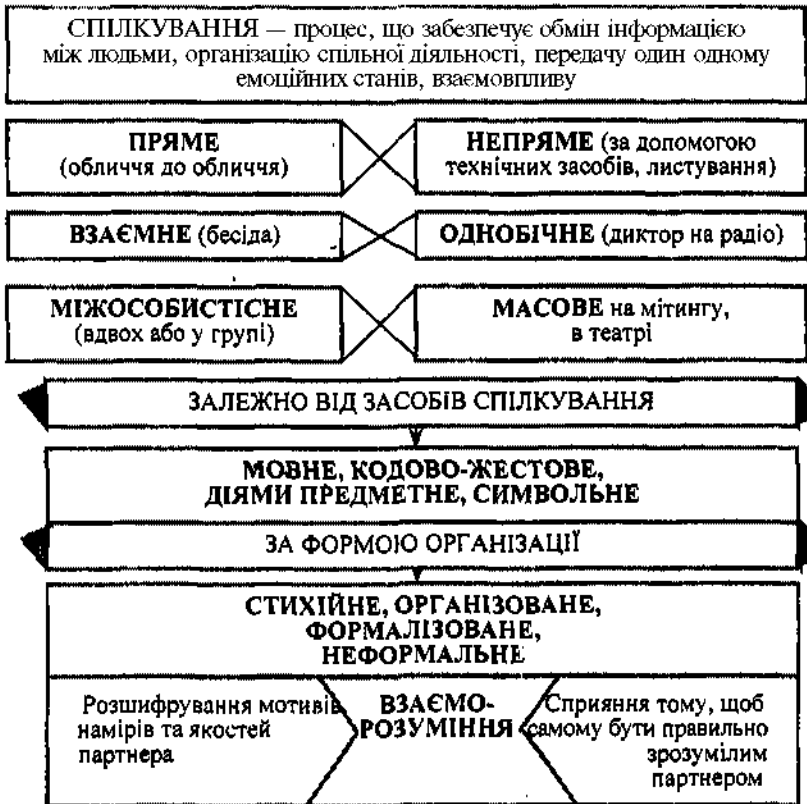 СПІЛКУВАННЯ — процес, що забезпечує обмін інформацією
між людьми, організацію спільної діяльності, передачу один одному
емоційних станів, взаємовпливу
ПРЯМЕ
(обличчя до обличчя)
НЕПРЯМЕ (за допомогою
технічних засобів, листування)
ВЗАЄМНЕ (бесіда)
ОДНОБІЧНЕ (диктор на радіо)
МІЖОСОБИСТІСНЕ
(вдвох або у групі)
МАСОВЕ на мітингу,
в театрі
ЗАЛЕЖНО ВІД ЗАСОБІВ СПІЛКУВАННЯ
МОВНЕ, КОДОВО-ЖЕСТОВЕ,
ДІЯМИ ПРЕДМЕТНЕ, СИМВОЛЬНЕ
ЗА ФОРМОЮ ОРГАНІЗАЦІЇ
СТИХІЙНЕ, ОРГАНІЗОВАНЕ,
ФОРМАЛІЗОВАНЕ,
НЕФОРМАЛЬНЕ
Розшифрування мотивів
намірів та якостей
партнера
ВЗАЄМО-
РОЗУМІННЯ
Сприяння тому, щоб
самому бути правильно
зрозумілим
партнером